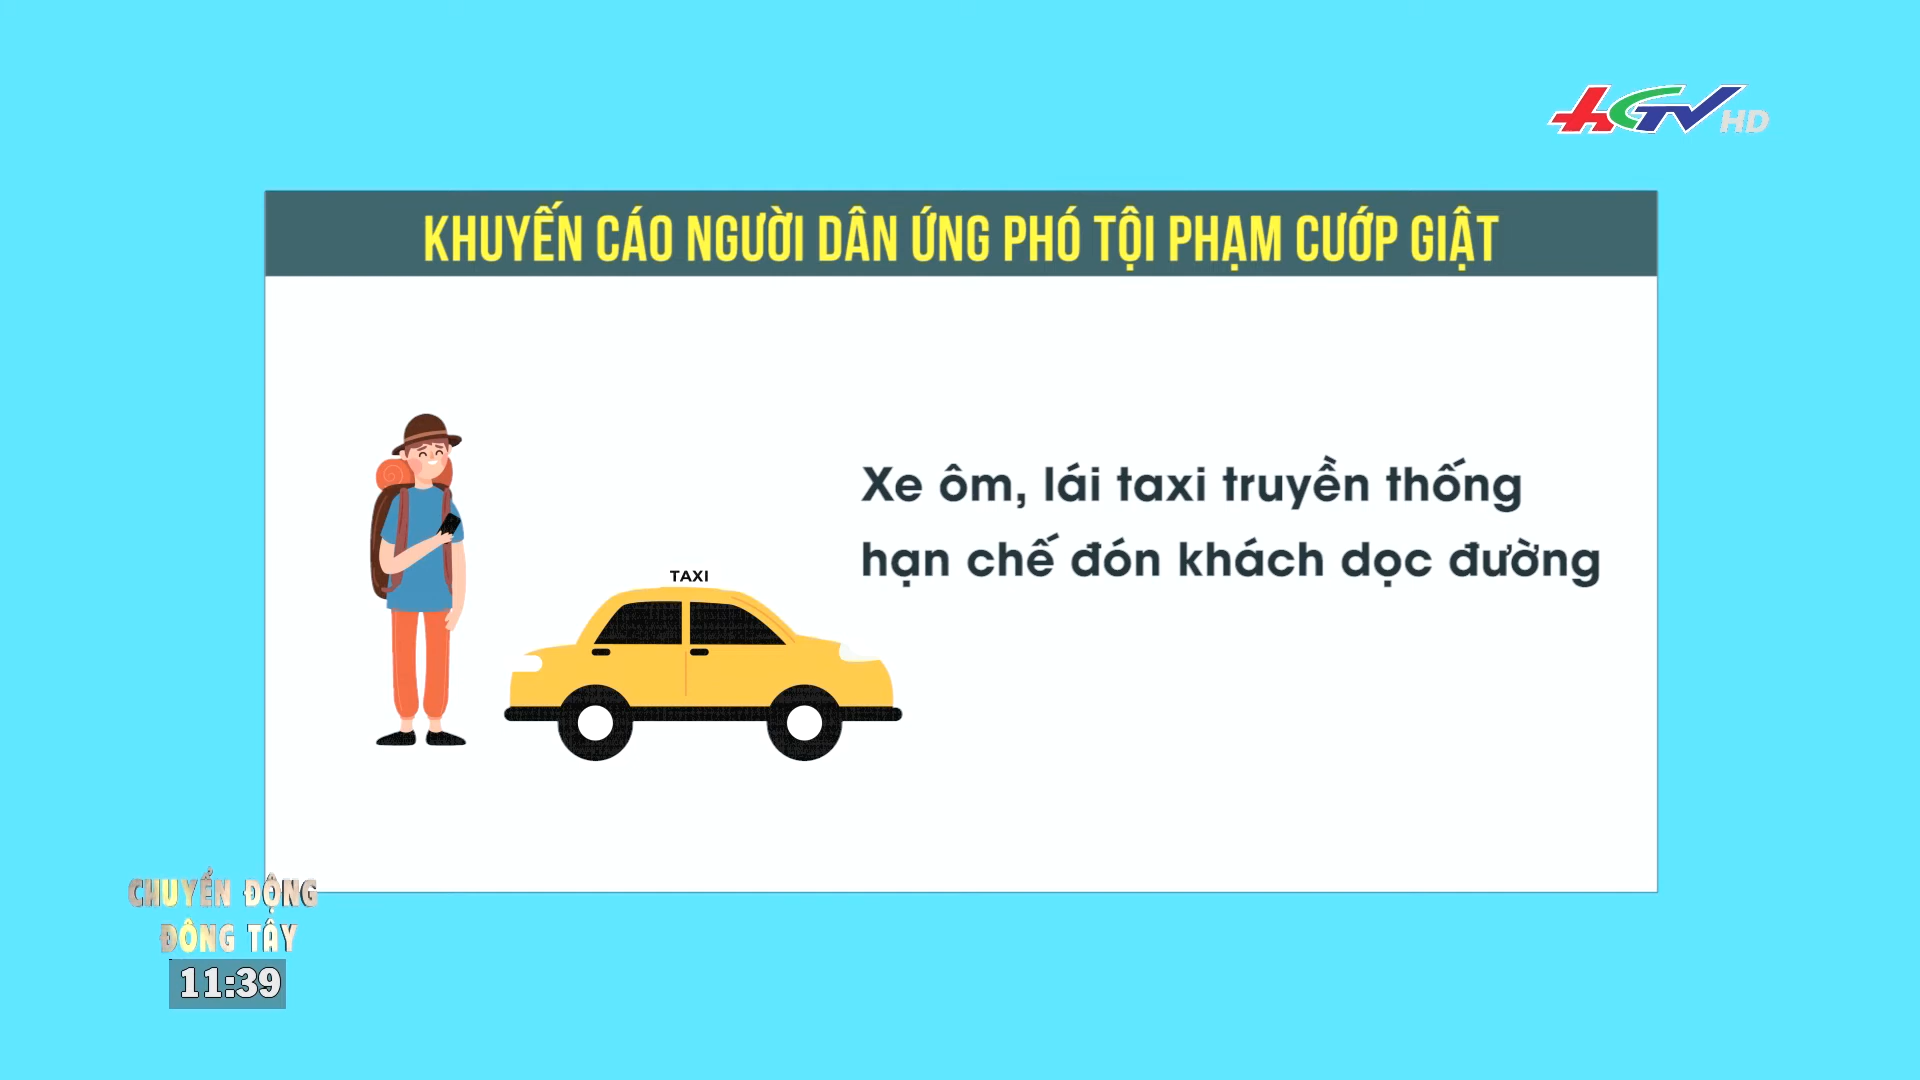 HGTV HD
KHUYẾN CÁO NGƯỜI DÂN ỨNG PHÓ TỘI PHẠM CƯỚP GIẬT
Xe ôm, lái taxi truyền thống
hạn chế đón khách dọc đường
TAXI
CHUYỂN ĐỘNG
ĐÔNG TÂY
11:39